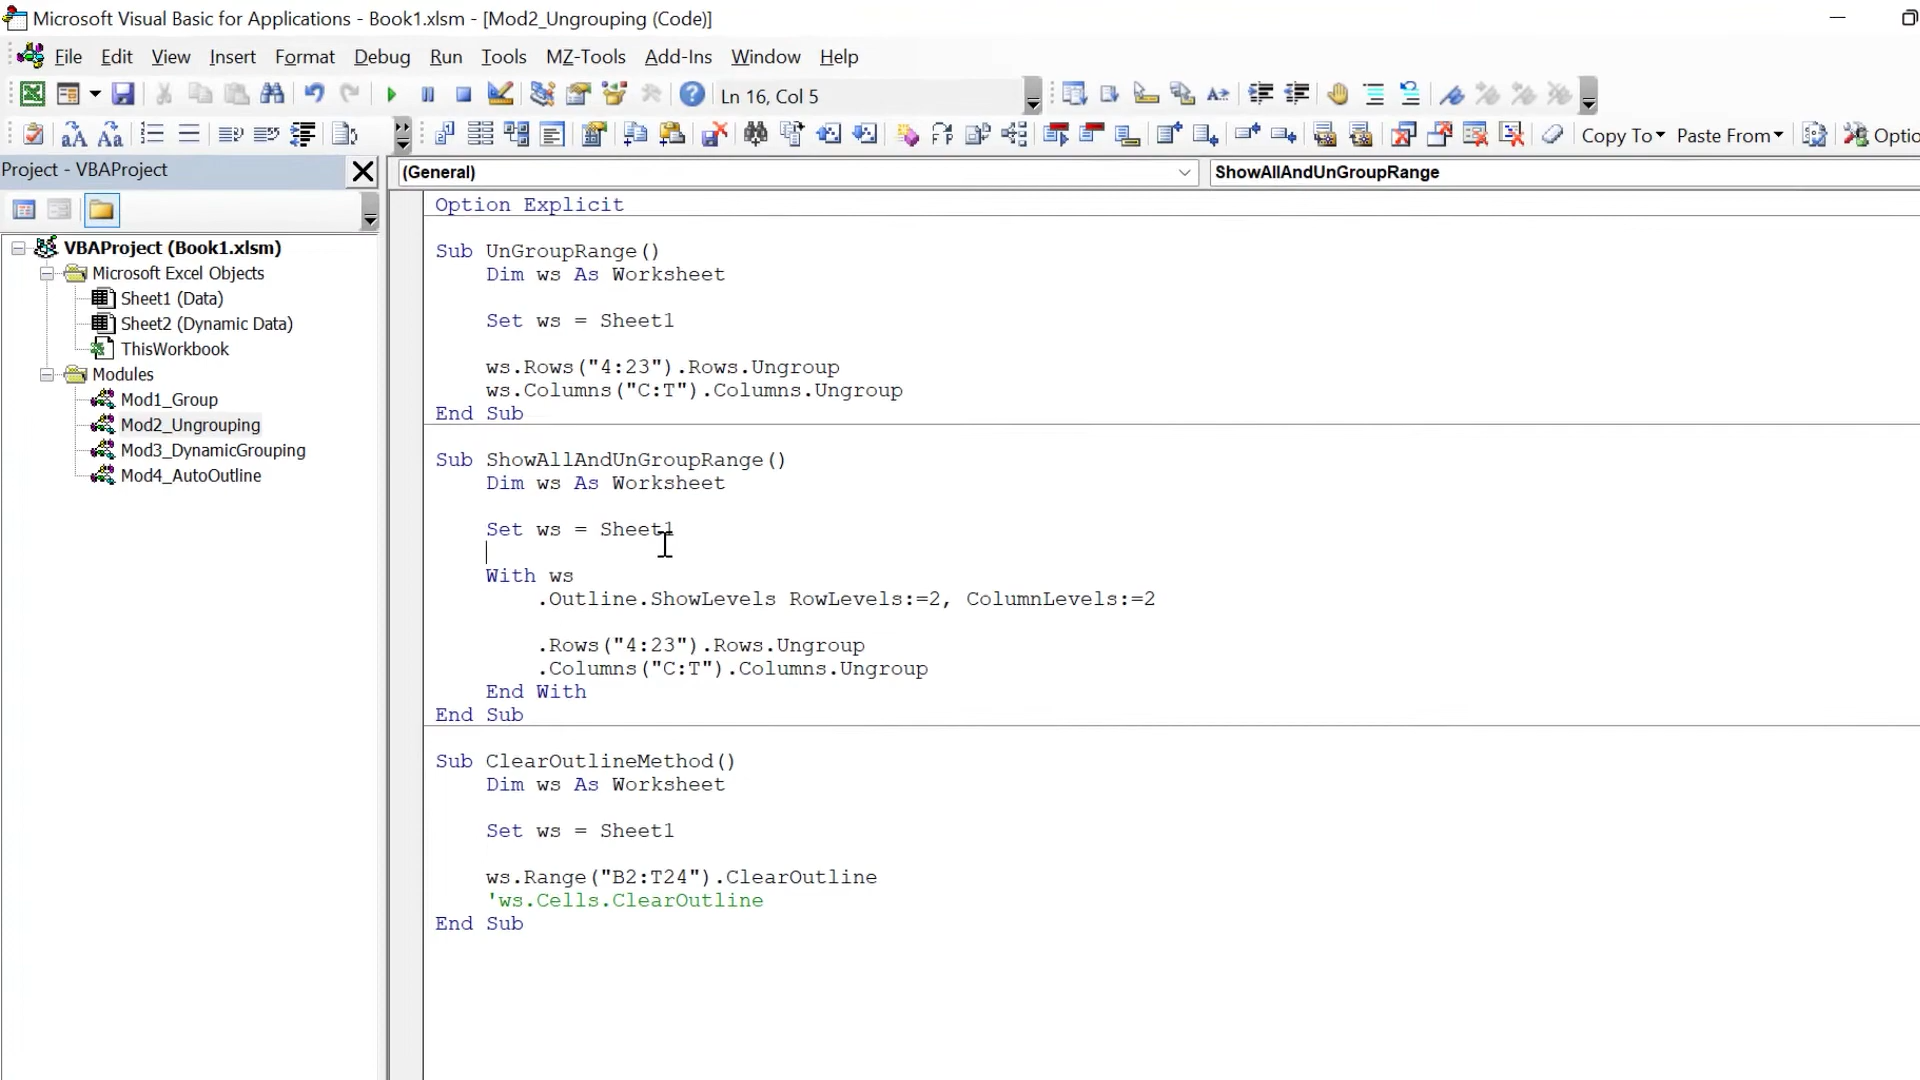 Microsoft Visual Basic for Applications - Book1.xlsm - [Mod2_Ungrouping (Code)]
File Edit View Insert Format Debug Run Tools MZ-Tools Add-Ins Window Help
Ln 16, Col 5
Copy To Paste From Optio
Project - VBAProject
(General) ShowAllAndUnGroupRange
VBAProject (Book1.xlsm)
Microsoft Excel Objects
Sheet1 (Data)
Sheet2 (Dynamic Data)
ThisWorkbook
Modules
Mod1_Group
Mod2_Ungrouping
Mod3_DynamicGrouping
Mod4_AutoOutline
Option Explicit
Sub UnGroupRange()
Dim ws As Worksheet
Set ws = Sheet1
ws.Rows("4:23").Rows.Ungroup
ws.Columns("C:T").Columns.Ungroup
End Sub
Sub ShowAllAndUnGroupRange()
Dim ws As Worksheet
Set ws = Sheet1
With ws
.Outline.ShowLevels RowLevels:=2, ColumnLevels:=2
.Rows("4:23").Rows.Ungroup
.Columns("C:T").Columns.Ungroup
End With
End Sub
Sub ClearOutlineMethod()
Dim ws As Worksheet
Set ws = Sheet1
ws.Range("B2:T24").ClearOutline
'ws.Cells.ClearOutline
End Sub